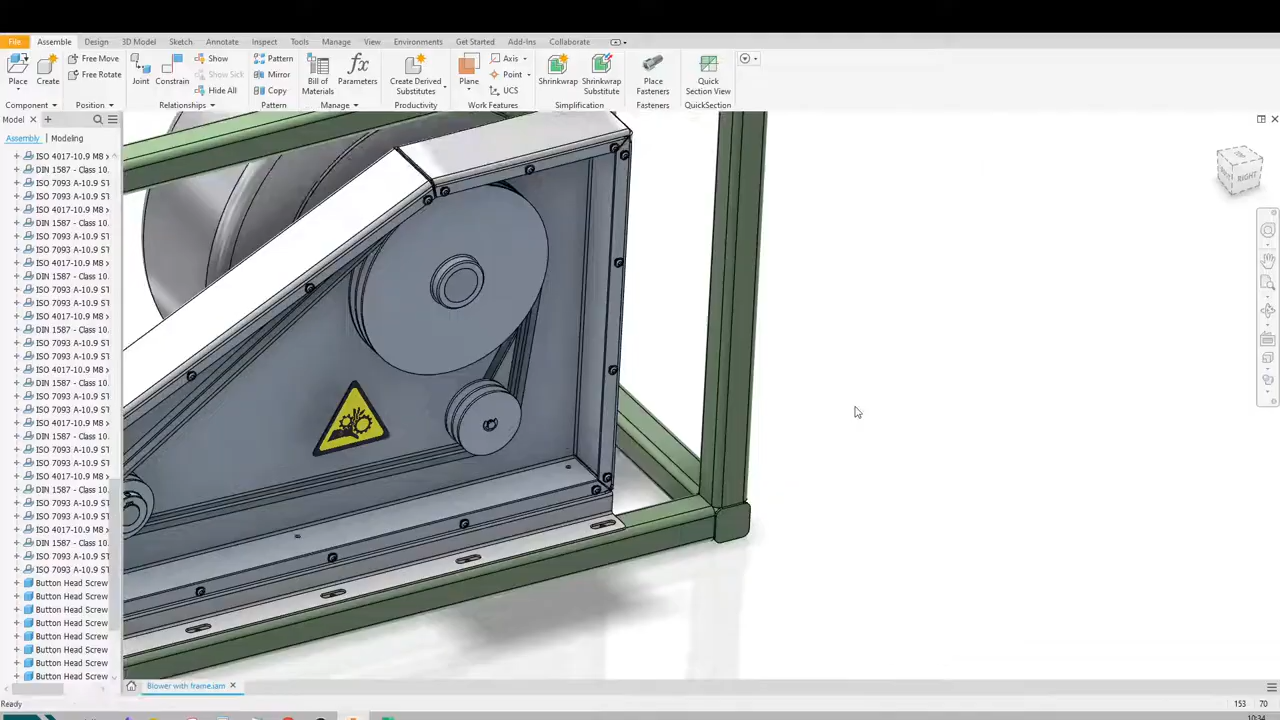 File Assemble Design 3D Model Sketch Annotate Inspect Tools Manage View Environments Get Started Add-Ins Collaborate
Place
Create
Component
Free Move
Free Rotate
Position
Joint
Constrain
Show
Show Sick
Hide All
Relationships
Pattern
Mirror
Copy
Pattern
Bill of
Materials
Parameters
Manage
Create Derived
Substitutes
Productivity
Plane
Axis
Point
UCS
Work Features
Shrinkwrap
Shrinkwrap
Substitute
Simplification
Place
Fasteners
Fasteners
Quick
Section View
QuickSection
Model
Assembly Modeling
ISO 4017-10.9 M8 x
DIN 1587 - Class 10.
ISO 7093 A-10.9 ST
ISO 7093 A-10.9 ST
ISO 4017-10.9 M8 x
DIN 1587 - Class 10.
ISO 7093 A-10.9 ST
ISO 7093 A-10.9 ST
ISO 4017-10.9 M8 x
DIN 1587 - Class 10.
ISO 7093 A-10.9 ST
ISO 7093 A-10.9 ST
ISO 4017-10.9 M8 x
DIN 1587 - Class 10.
ISO 7093 A-10.9 ST
ISO 7093 A-10.9 ST
ISO 4017-10.9 M8 x
DIN 1587 - Class 10.
ISO 7093 A-10.9 ST
ISO 7093 A-10.9 ST
ISO 4017-10.9 M8 x
DIN 1587 - Class 10.
ISO 7093 A-10.9 ST
ISO 7093 A-10.9 ST
ISO 4017-10.9 M8 x
DIN 1587 - Class 10.
ISO 7093 A-10.9 ST
ISO 7093 A-10.9 ST
ISO 4017-10.9 M8 x
DIN 1587 - Class 10.
ISO 7093 A-10.9 ST
ISO 7093 A-10.9 ST
Button Head Screw
Button Head Screw
Button Head Screw
Button Head Screw
Button Head Screw
Button Head Screw
Button Head Screw
Button Head Screw
RIGHT
Blower with frame.iam
Ready
153 70
10:34